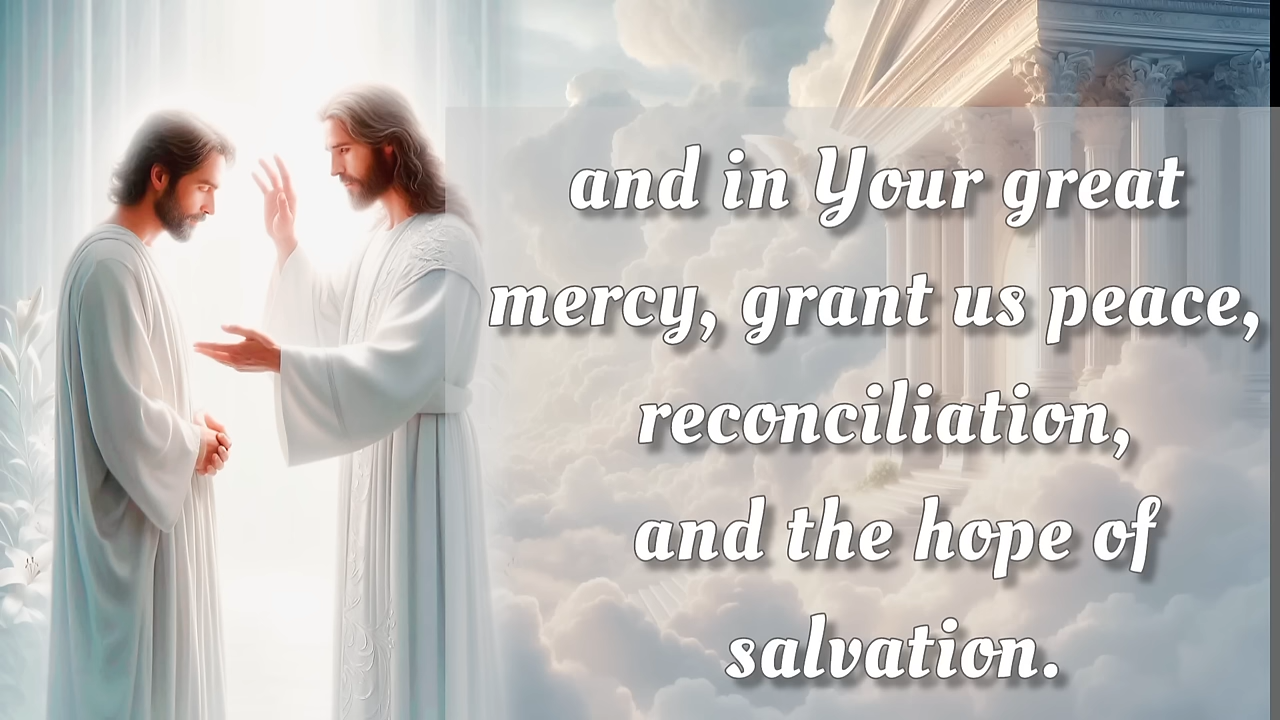 and in Your great
mercy, grant us peace,
reconciliation,
and the hope of
salvation.